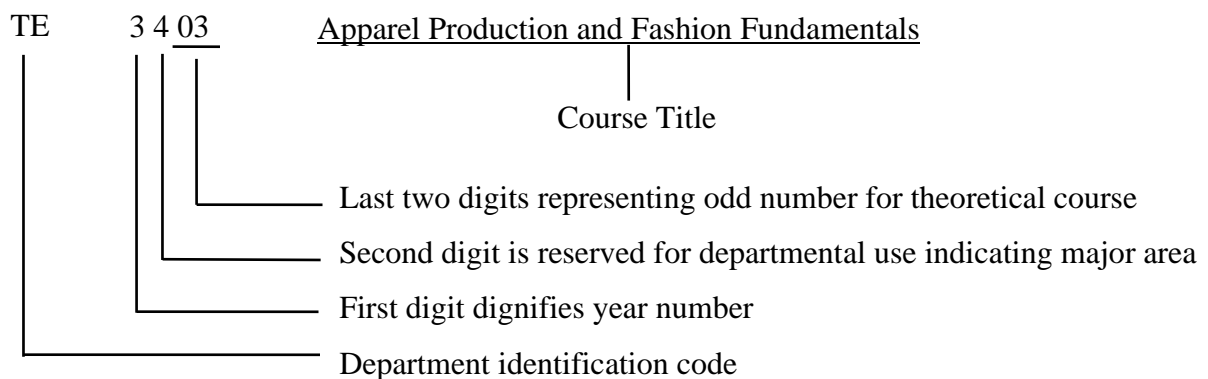 TE 3 4 03 Apparel Production and Fashion Fundamentals
Course Title
Last two digits representing odd number for theoretical course
Second digit is reserved for departmental use indicating major area
First digit dignifies year number
Department identification code